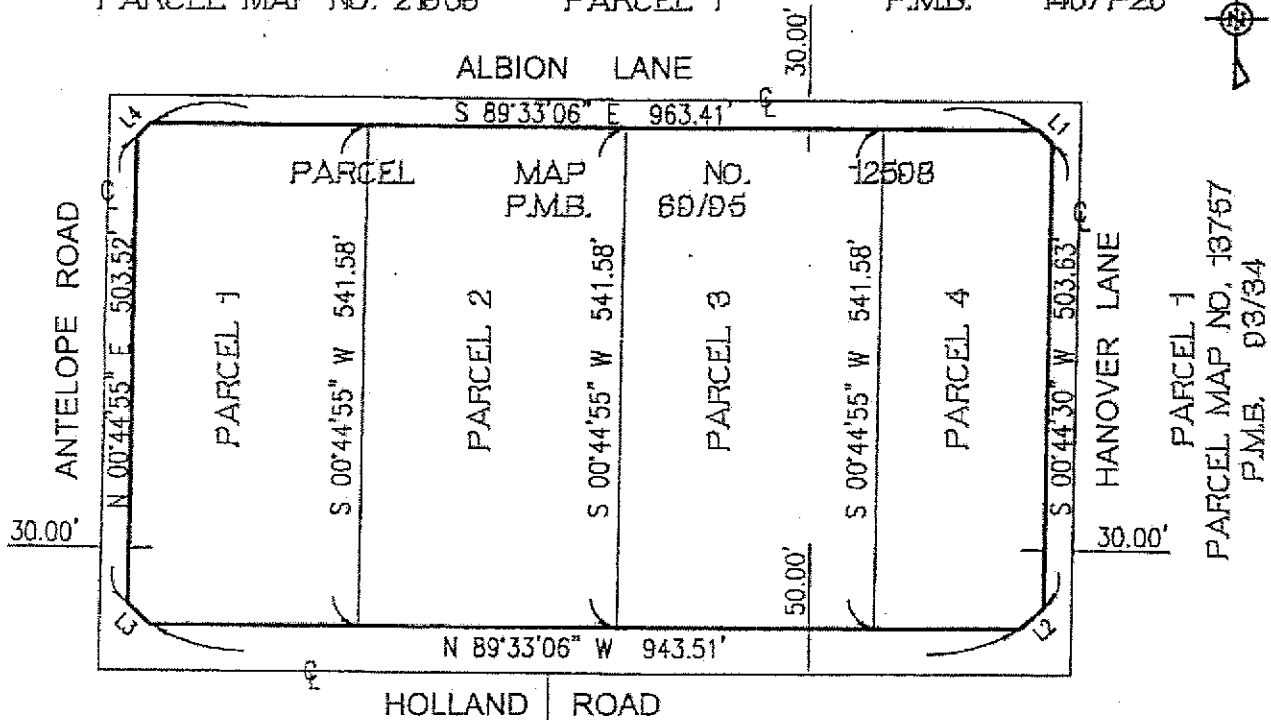 PARCEL 1
P.M.B.
30.00'
N
ALBION LANE
S 89°33'06" E 963.41'
L4
L1
PARCEL MAP NO. 12598
P.M.B. 69/95
ANTELOPE ROAD
N 00°44'55" E 503.52'
PARCEL 1
S 00°44'55" W 541.58'
PARCEL 2
S 00°44'55" W 541.58'
PARCEL 3
S 00°44'55" W 541.58'
PARCEL 4
S 00°44'30" W 503.63'
HANOVER LANE
PARCEL 1
PARCEL MAP NO. 13757
P.M.B. 93/34
30.00'
30.00'
50.00'
L3
L2
N 89°33'06" W 943.51'
HOLLAND ROAD